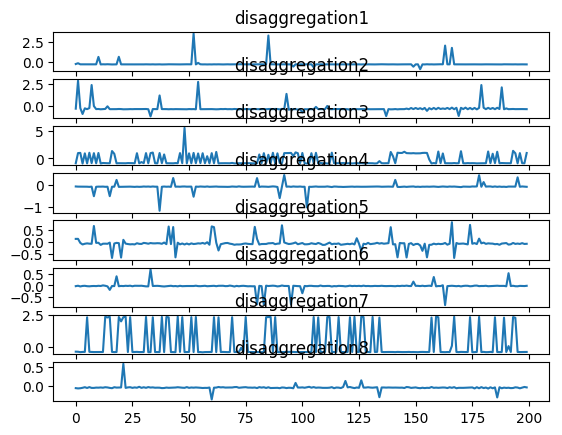 disaggregation1
2.5
0.0
disaggregation2
2.5
0.0
disaggregation3
5
0
disaggregation4
0
−1
disaggregation5
0.5
0.0
−0.5
disaggregation6
0.5
0.0
−0.5
disaggregation7
2.5
0.0
disaggregation8
0.5
0.0
0 25 50 75 100 125 150 175 200